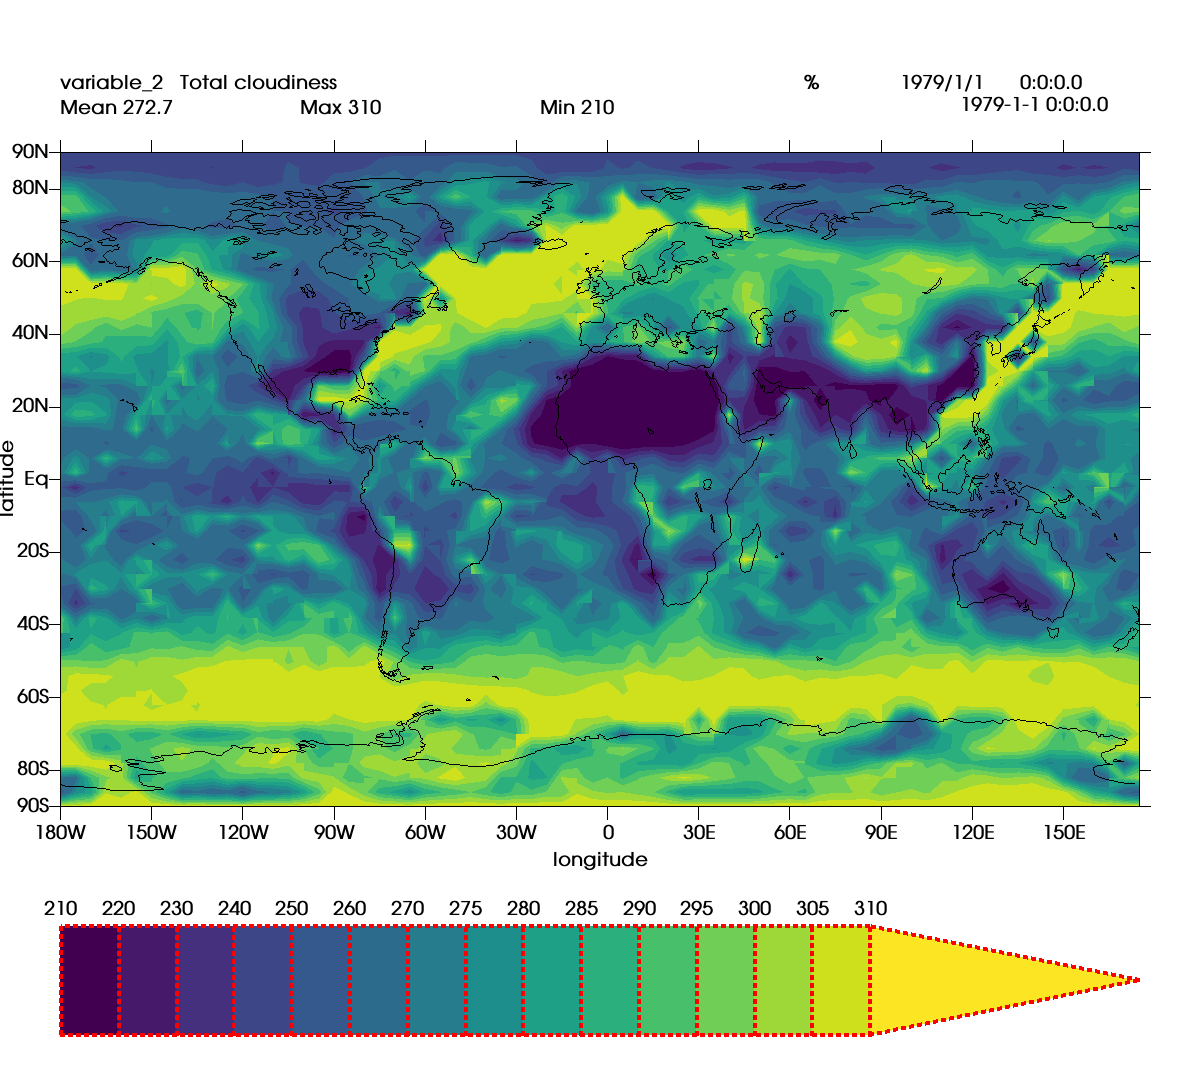 variable_2 Total cloudiness % 1979/1/1 0:0:0.0
Mean 272.7 Max 310 Min 210 1979-1-1 0:0:0.0
90N
80N
60N
40N
20N
Eq
20S
40S
60S
80S
90S
latitude
180W 150W 120W 90W 60W 30W 0 30E 60E 90E 120E 150E
longitude
210 220 230 240 250 260 270 275 280 285 290 295 300 305 310